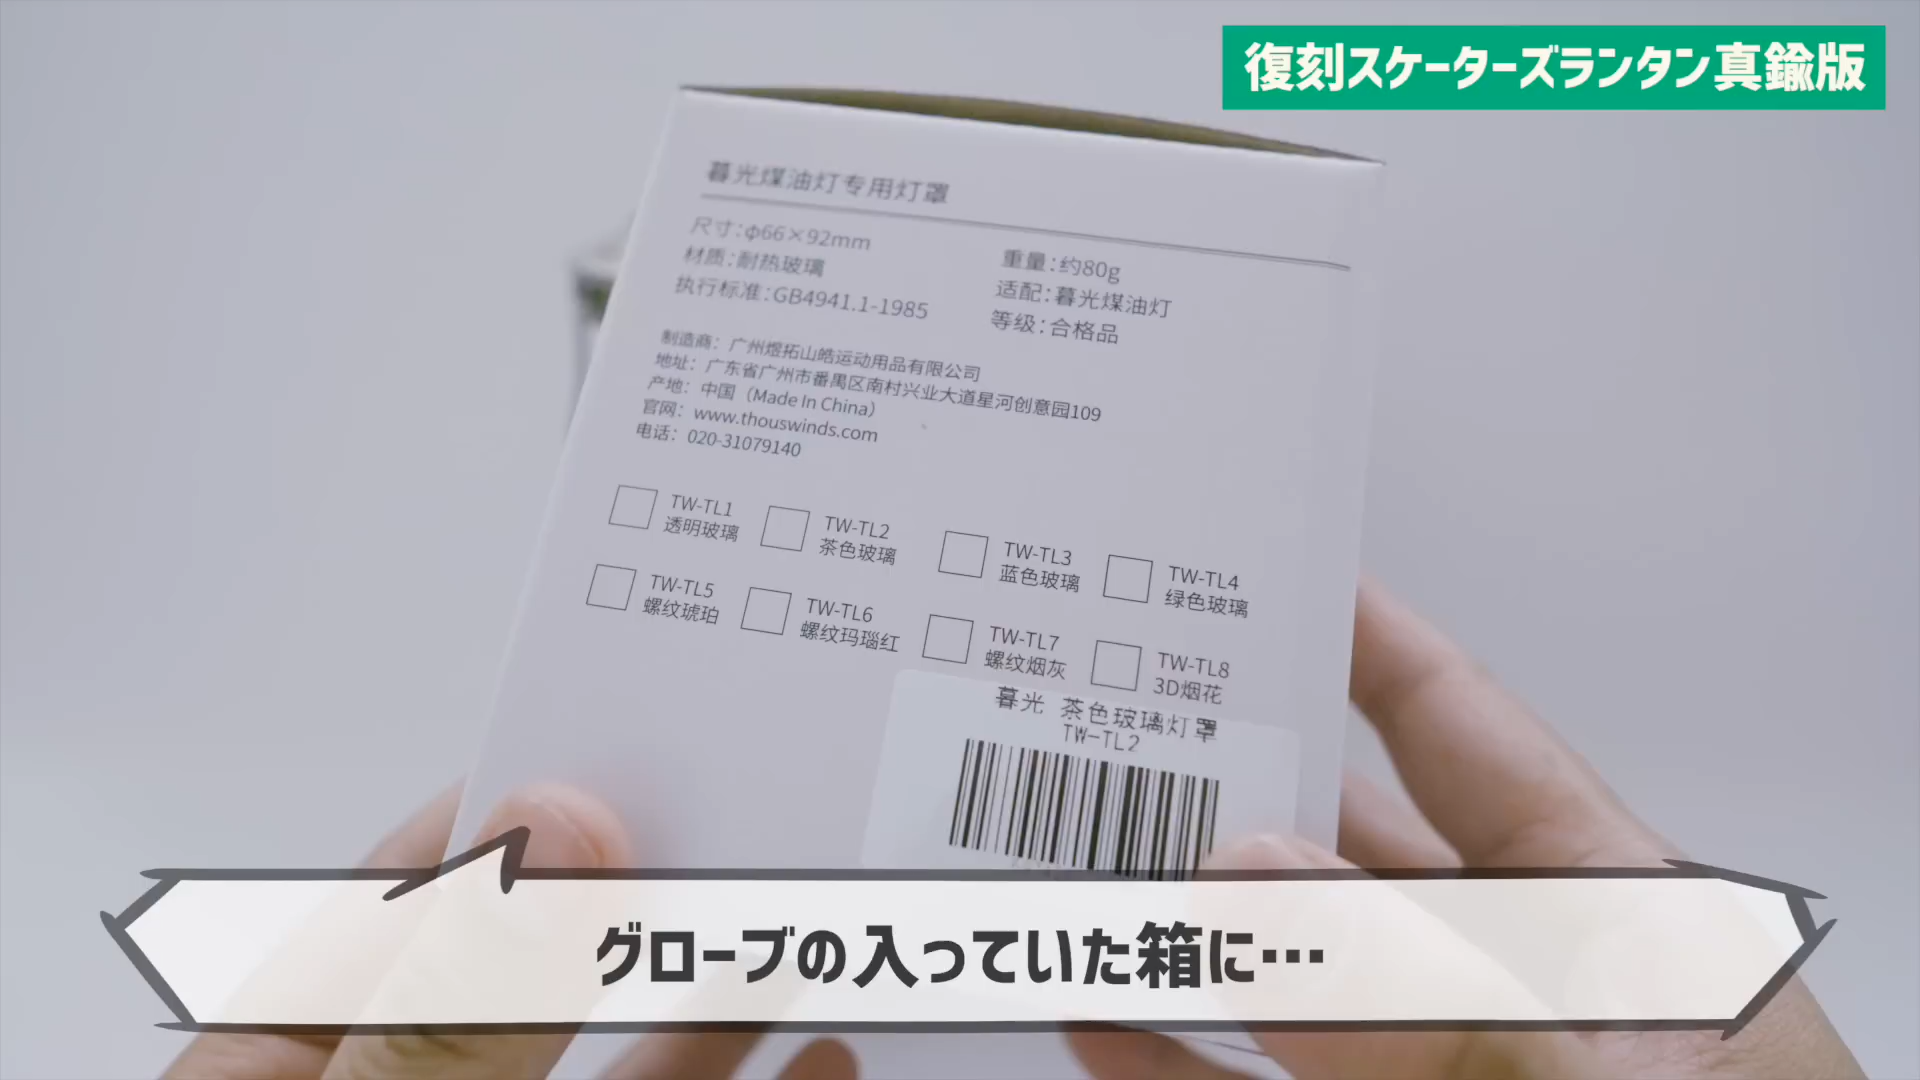 復刻スケーターズランタン真鍮版
暮光煤油灯专用灯罩
尺寸:φ66×92mm
材质:耐热玻璃
执行标准:GB4941.1-1985
重量:约80g
适配:暮光煤油灯
等级:合格品
制造商：广州煜拓山皓运动用品有限公司
地址：广东省广州市番禺区南村兴业大道星河创意园109
产地：中国（Made In China）
官网：www.thouswinds.com
电话：020-31079140
TW-TL1
透明玻璃
TW-TL2
茶色玻璃
TW-TL3
蓝色玻璃
TW-TL4
绿色玻璃
TW-TL5
螺纹琥珀
TW-TL6
螺纹玛瑙红
TW-TL7
螺纹烟灰
TW-TL8
3D烟花
暮光 茶色玻璃灯罩
TW-TL2
グローブの入っていた箱に…